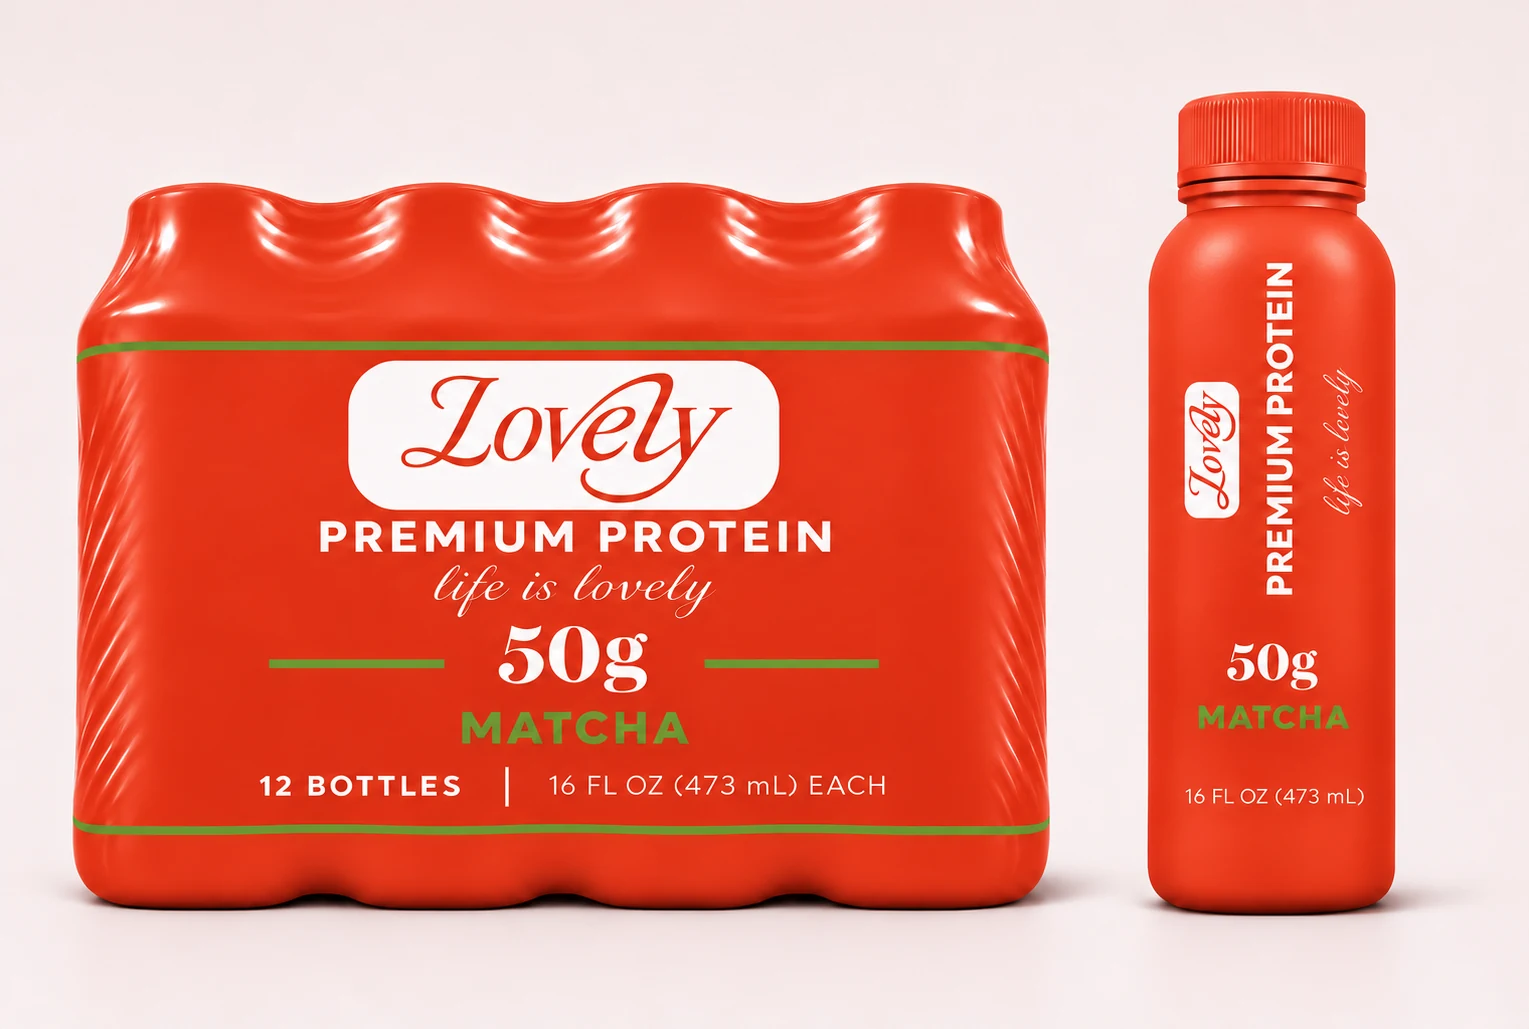 Lovely
PREMIUM PROTEIN
life is lovely
50g
MATCHA
12 BOTTLES | 16 FL OZ (473 mL) EACH
Lovely
PREMIUM PROTEIN
life is lovely
50g
MATCHA
16 FL OZ (473 mL)